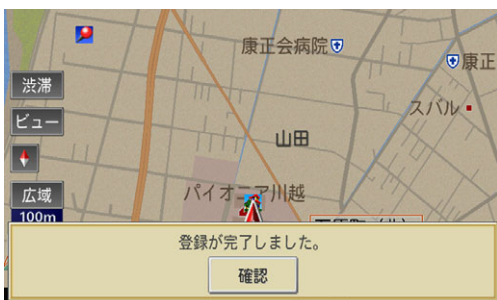 康正会病院
康正
渋滞
スバル
ビュー
山田
広域
パイオニア川越
100m
登録が完了しました。
確認